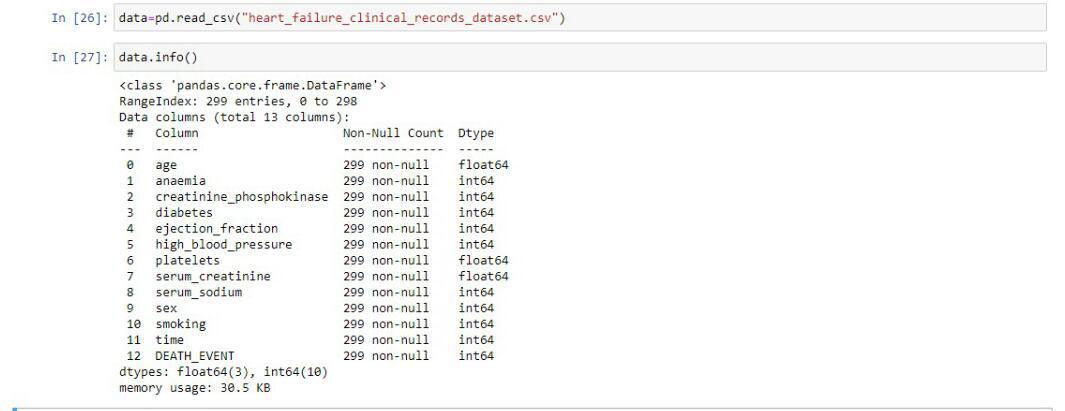 In [26]: data=pd.read_csv("heart_failure_clinical_records_dataset.csv")
In [27]: data.info()
<class 'pandas.core.frame.DataFrame'>
RangeIndex: 299 entries, 0 to 298
Data columns (total 13 columns):
 #   Column                    Non-Null Count  Dtype
---  ------                    --------------  -----
 0   age                       299 non-null    float64
 1   anaemia                   299 non-null    int64
 2   creatinine_phosphokinase  299 non-null    int64
 3   diabetes                  299 non-null    int64
 4   ejection_fraction         299 non-null    int64
 5   high_blood_pressure       299 non-null    int64
 6   platelets                 299 non-null    float64
 7   serum_creatinine          299 non-null    float64
 8   serum_sodium              299 non-null    int64
 9   sex                       299 non-null    int64
 10  smoking                   299 non-null    int64
 11  time                      299 non-null    int64
 12  DEATH_EVENT               299 non-null    int64
dtypes: float64(3), int64(10)
memory usage: 30.5 KB